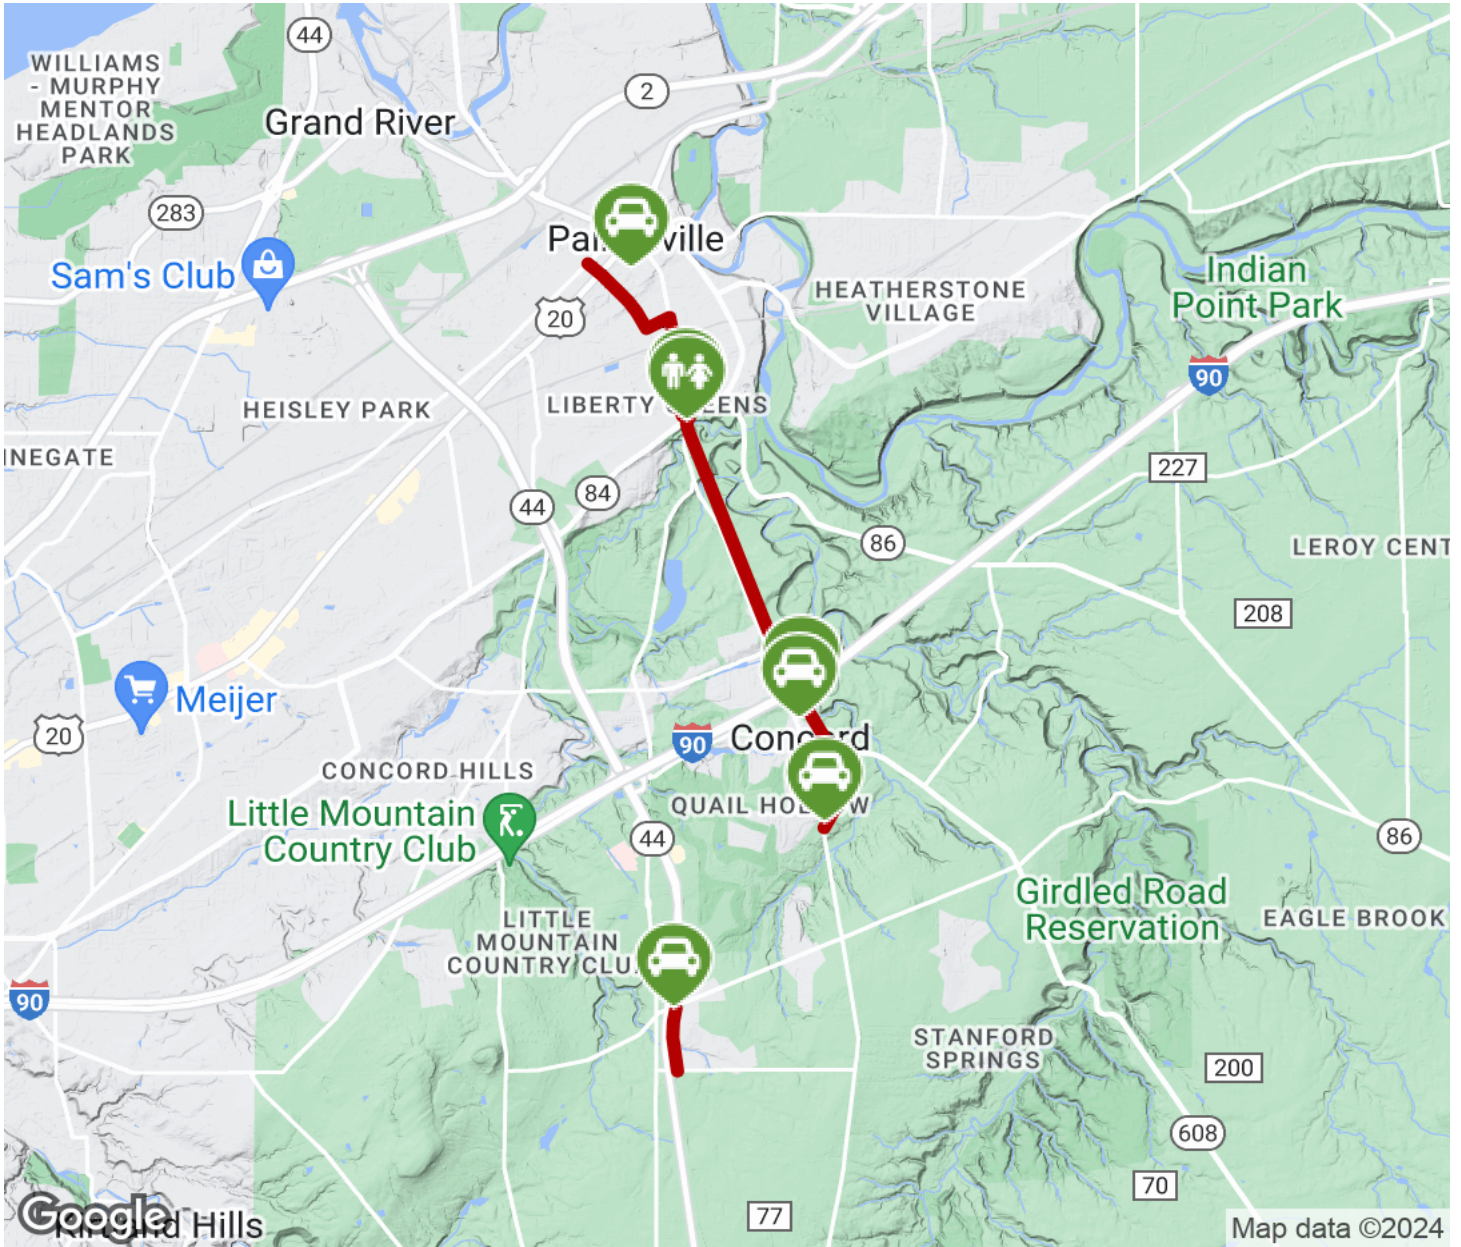 44
WILLIAMS
- MURPHY
MENTOR
HEADLANDS
PARK
2
Grand River
283
Sam's Club
20
HEATHERSTONE
VILLAGE
Indian
Point Park
90
HEISLEY PARK
INEGATE
44
84
227
86
LEROY CENT
208
Meijer
20
90
CONCORD HILLS
Little Mountain
Country Club
44
86
Girdled Road
Reservation
EAGLE BROOK
LITTLE
MOUNTAIN
COUNTRY CLU
90
STANFORD
SPRINGS
200
608
70
77
Google
Map data ©2024